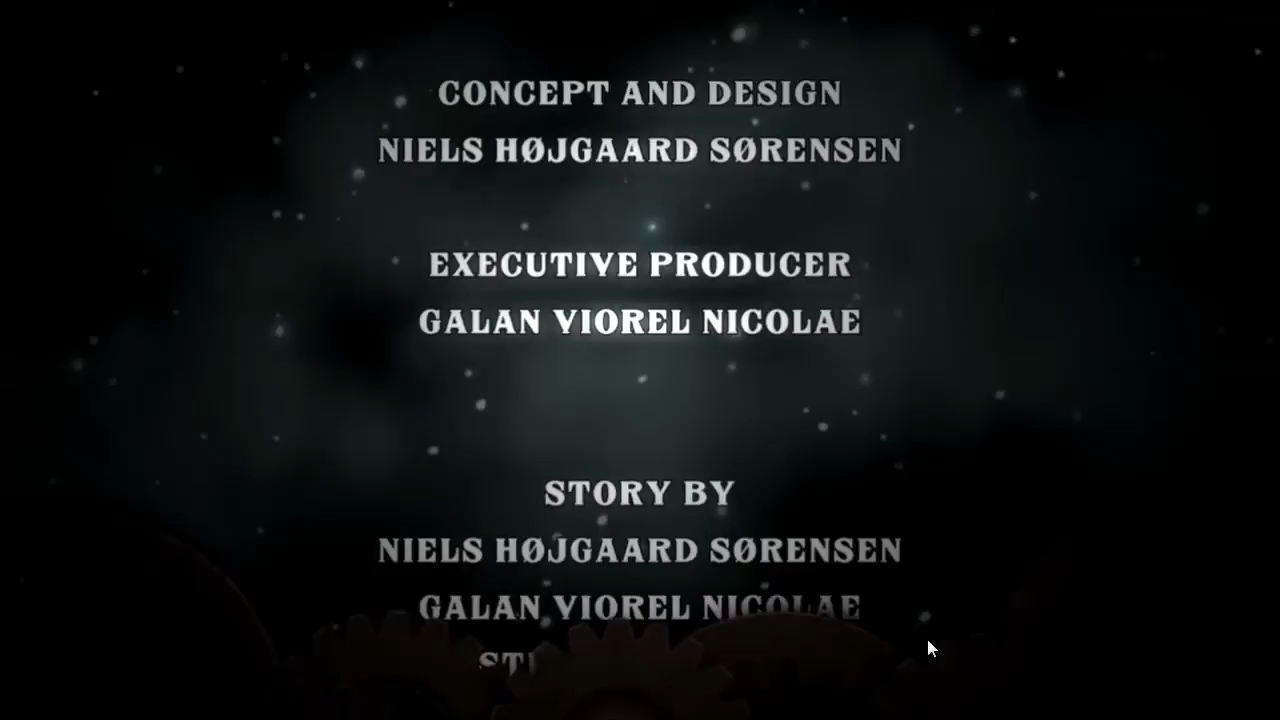 CONCEPT AND DESIGN
NIELS HØJGAARD SØRENSEN
EXECUTIVE PRODUCER
GALAN VIOREL NICOLAE
STORY BY
NIELS HØJGAARD SØRENSEN
GALAN VIOREL NICOLAE